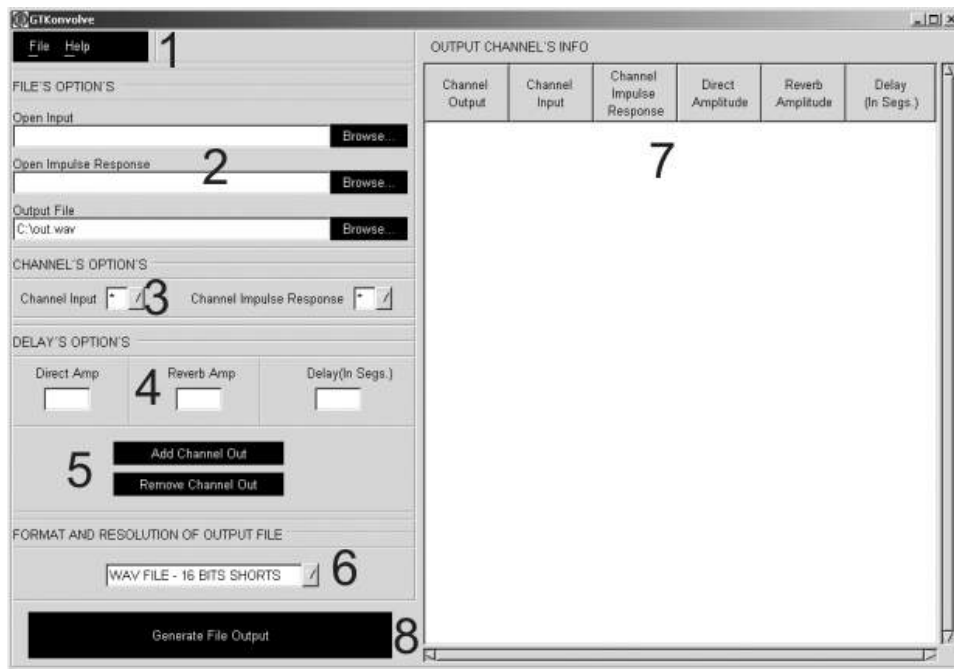 GTKonvolve
File Help
1
FILE'S OPTION'S
Open Input
Browse...
Open Impulse Response
2
Browse...
Output File
C:\out.wav
Browse...
CHANNEL'S OPTION'S
Channel Input * 3
Channel Impulse Response *
DELAY'S OPTION'S
Direct Amp
4
Reverb Amp
Delay(In Segs.)
5
Add Channel Out
Remove Channel Out
FORMAT AND RESOLUTION OF OUTPUT FILE
WAV FILE - 16 BITS SHORTS
6
Generate File Output
8
OUTPUT CHANNEL'S INFO
Channel Output
Channel Input
Channel Impulse Response
Direct Amplitude
Reverb Amplitude
Delay (In Segs.)
7